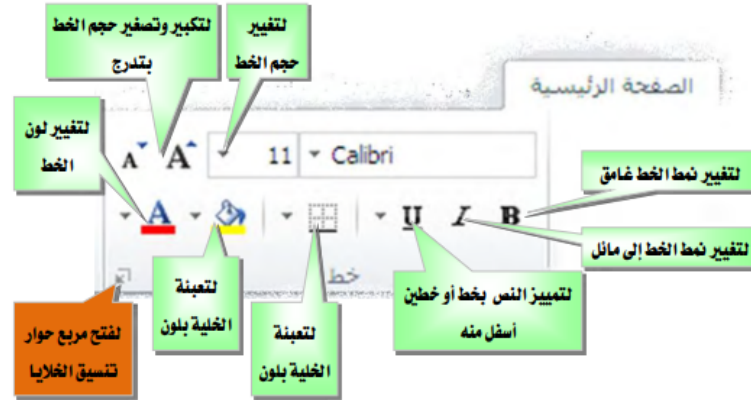 لتكبير وتصغير حجم الخط
بتدرج
لتغيير
حجم الخط
الصفحة الرئيسية
لتغيير لون
الخط
A A 11 Calibri
لتغيير نمط الخط غامق
A U I B
لتغيير نمط الخط إلى مائل
خط
لفتح مربع حوار
تنسيق الخلايا
لتعبئة
الخلية بلون
لتعبئة
الخلية بلون
لتمييز النص بخط أو خطين
أسفل منه